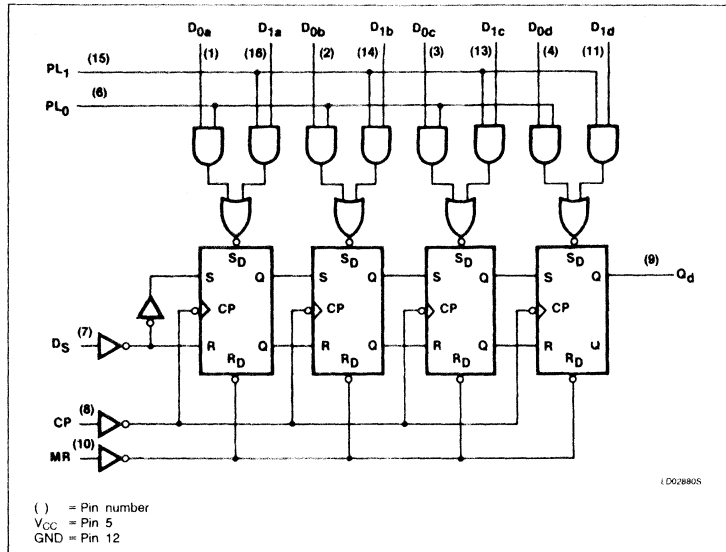 D0a D1a D0b D1b D0c D1c D0d D1d
(1) (16) (2) (14) (3) (13) (4) (11)
PL1 (15)
PL0 (6)
SD SD SD SD
S Q S Q S Q S Q (9) Qd
CP CP CP CP
DS (7)
R Q R Q R Q R Q
RD RD RD RD
CP (8)
MR (10)
LD02880S
( ) = Pin number
VCC = Pin 5
GND = Pin 12